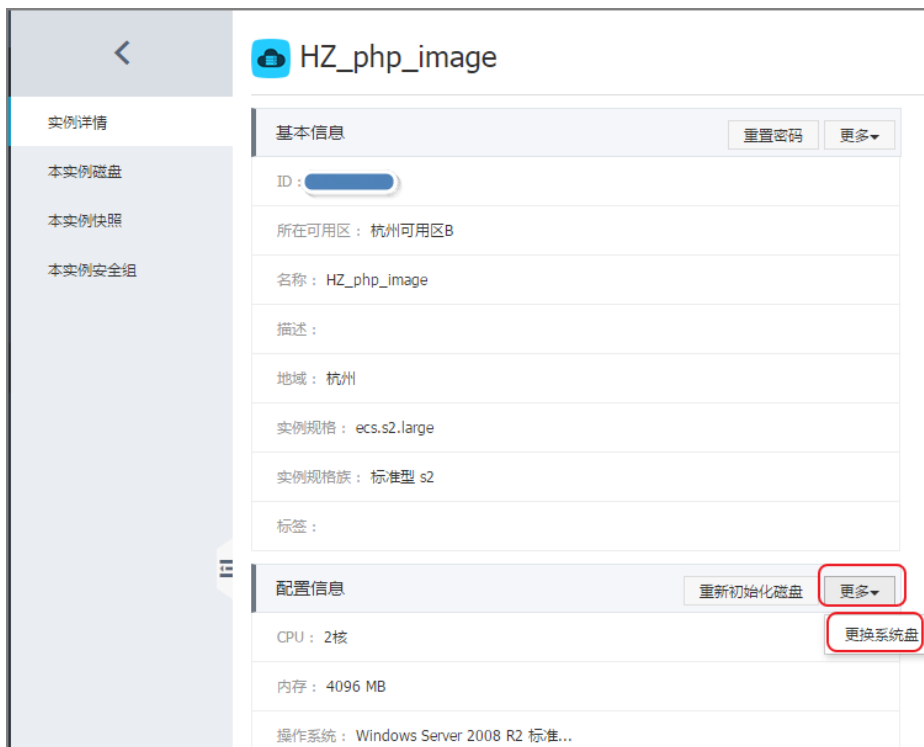 HZ_php_image
实例详情
本实例磁盘
本实例快照
本实例安全组
基本信息 重置密码 更多
ID :
所在可用区： 杭州可用区B
名称： HZ_php_image
描述：
地域： 杭州
实例规格： ecs.s2.large
实例规格族： 标准型 s2
标签：
配置信息 重新初始化磁盘 更多
更换系统盘
CPU： 2核
内存： 4096 MB
操作系统： Windows Server 2008 R2 标准...